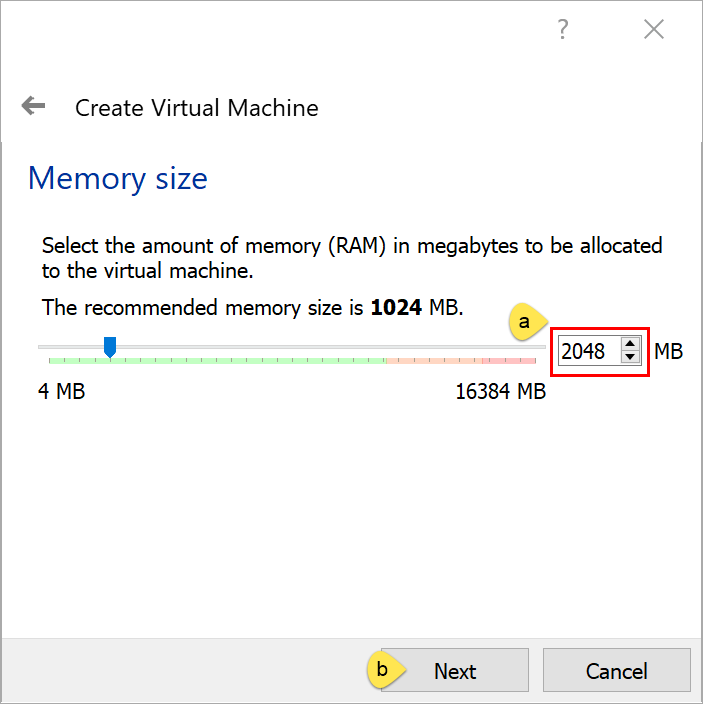 ?
Create Virtual Machine
Memory size
Select the amount of memory (RAM) in megabytes to be allocated
to the virtual machine.
The recommended memory size is 1024 MB.
a
2048 MB
4 MB 16384 MB
b Next Cancel